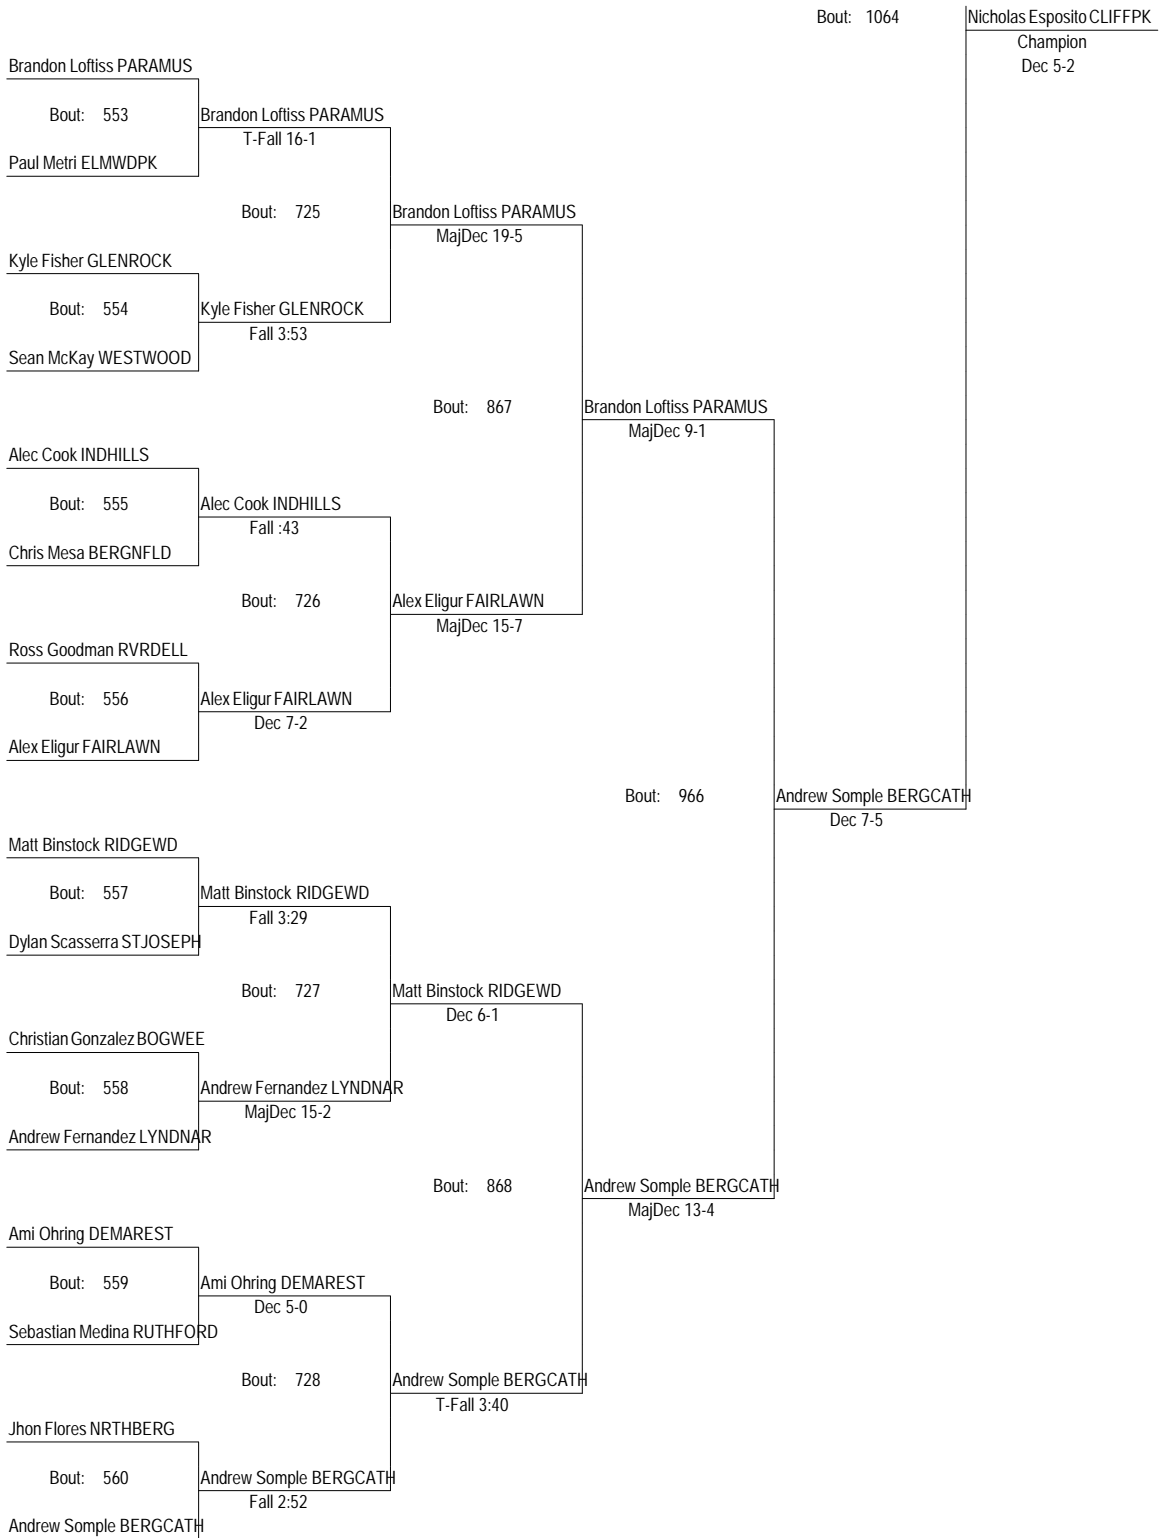 Bout: 1064 Nicholas Esposito CLIFFPK
Champion
Dec 5-2
Brandon Loftiss PARAMUS
Bout: 553 Brandon Loftiss PARAMUS
T-Fall 16-1
Paul Metri ELMWDPK
Bout: 725 Brandon Loftiss PARAMUS
MajDec 19-5
Kyle Fisher GLENROCK
Bout: 554 Kyle Fisher GLENROCK
Fall 3:53
Sean McKay WESTWOOD
Bout: 867 Brandon Loftiss PARAMUS
MajDec 9-1
Alec Cook INDHILLS
Bout: 555 Alec Cook INDHILLS
Fall :43
Chris Mesa BERGNFLD
Bout: 726 Alex Eligur FAIRLAWN
MajDec 15-7
Ross Goodman RVRDELL
Bout: 556 Alex Eligur FAIRLAWN
Dec 7-2
Alex Eligur FAIRLAWN
Bout: 966 Andrew Somple BERGCATH
Dec 7-5
Matt Binstock RIDGEWD
Bout: 557 Matt Binstock RIDGEWD
Fall 3:29
Dylan Scasserra STJOSEPH
Bout: 727 Matt Binstock RIDGEWD
Dec 6-1
Christian Gonzalez BOGWEE
Bout: 558 Andrew Fernandez LYNDNAR
MajDec 15-2
Andrew Fernandez LYNDNAR
Bout: 868 Andrew Somple BERGCATH
MajDec 13-4
Ami Ohring DEMAREST
Bout: 559 Ami Ohring DEMAREST
Dec 5-0
Sebastian Medina RUTHFORD
Bout: 728 Andrew Somple BERGCATH
T-Fall 3:40
Jhon Flores NRTHBERG
Bout: 560 Andrew Somple BERGCATH
Fall 2:52
Andrew Somple BERGCATH